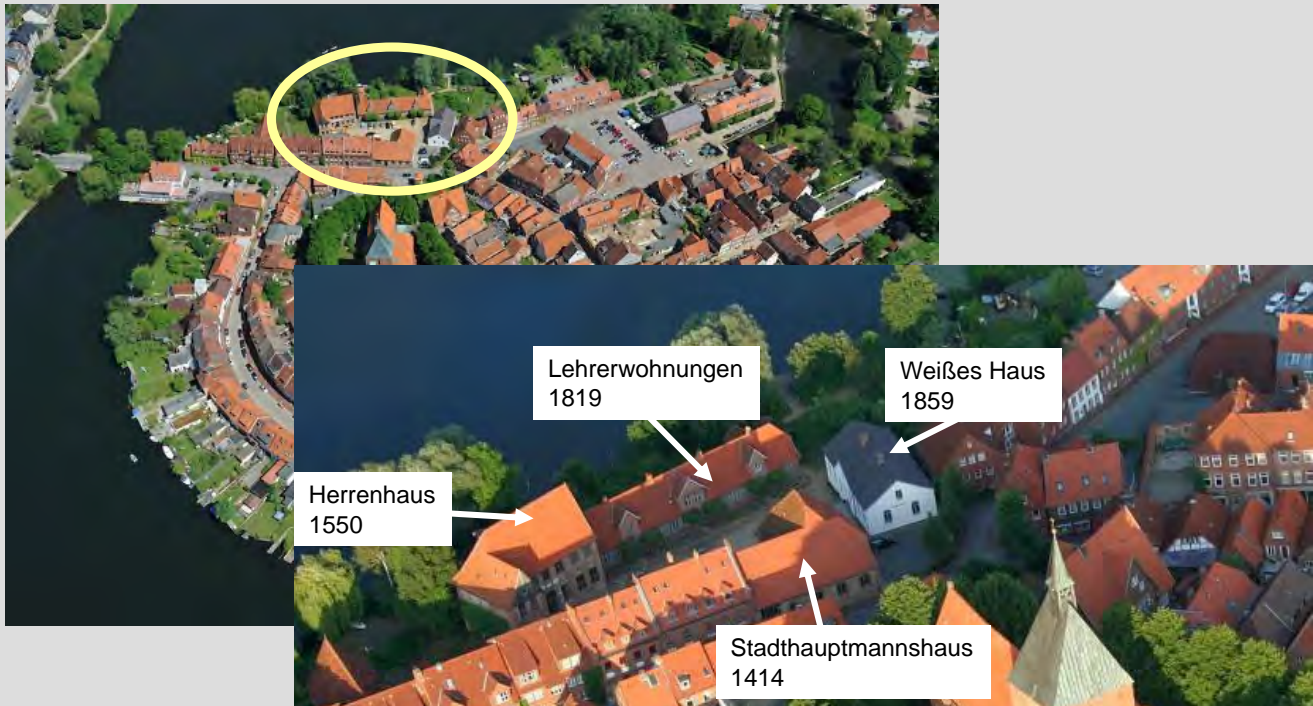 Lehrerwohnungen
1819
Weißes Haus
1859
Herrenhaus
1550
Stadthauptmannshaus
1414